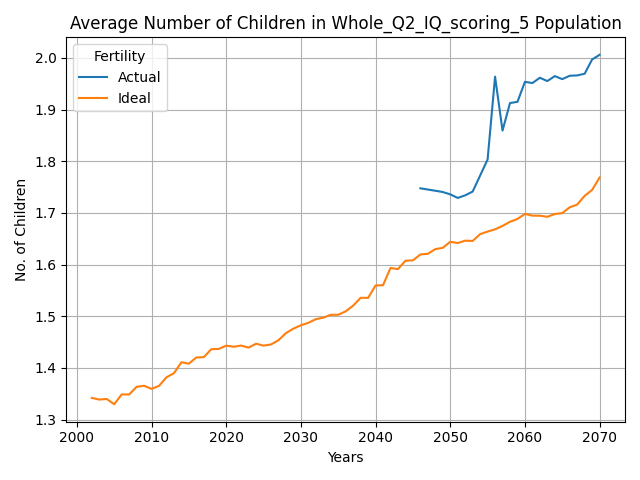 Average Number of Children in Whole_Q2_IQ_scoring_5 Population
Fertility
Actual
Ideal
No. of Children
2.0
1.9
1.8
1.7
1.6
1.5
1.4
1.3
2000 2010 2020 2030 2040 2050 2060 2070
Years